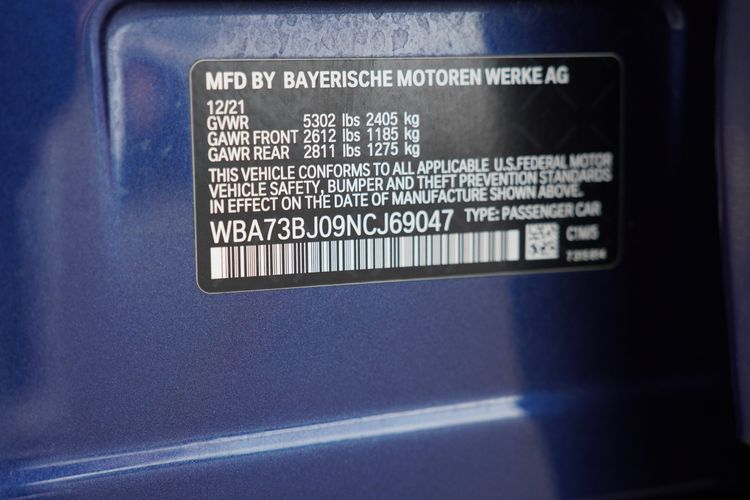 MFD BY BAYERISCHE MOTOREN WERKE AG
12/21
GVWR 5302 lbs 2405 kg
GAWR FRONT 2612 lbs 1185 kg
GAWR REAR 2811 lbs 1275 kg
THIS VEHICLE CONFORMS TO ALL APPLICABLE U.S.FEDERAL MOTOR
VEHICLE SAFETY, BUMPER AND THEFT PREVENTION STANDARDS
IN EFFECT ON THE DATE OF MANUFACTURE SHOWN ABOVE.
WBA73BJ09NCJ69047 TYPE: PASSENGER CAR